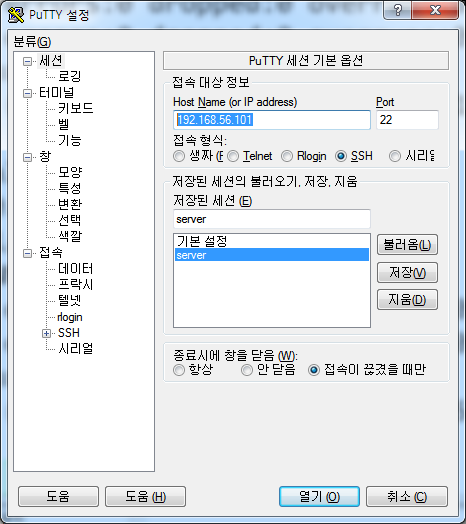 s.0 dropped.0 over
PuTTY 설정
분류(G)
세션
로깅
터미널
키보드
벨
기능
창
모양
특성
변환
선택
색깔
접속
데이터
프락시
텔넷
rlogin
SSH
시리얼
PuTTY 세션 기본 옵션
접속 대상 정보
Host Name (or IP address) Port
192.168.56.101 22
접속 형식:
생짜 Telnet Rlogin SSH 시리얼
저장된 세션의 불러오기, 저장, 지움
저장된 세션 (E)
server
기본 설정
server
불러옴(L)
저장(V)
지움(D)
종료시에 창을 닫음 (W):
항상 안 닫음 접속이 끊겼을 때만
도움 도움 (H) 열기 (O) 취소 (C)